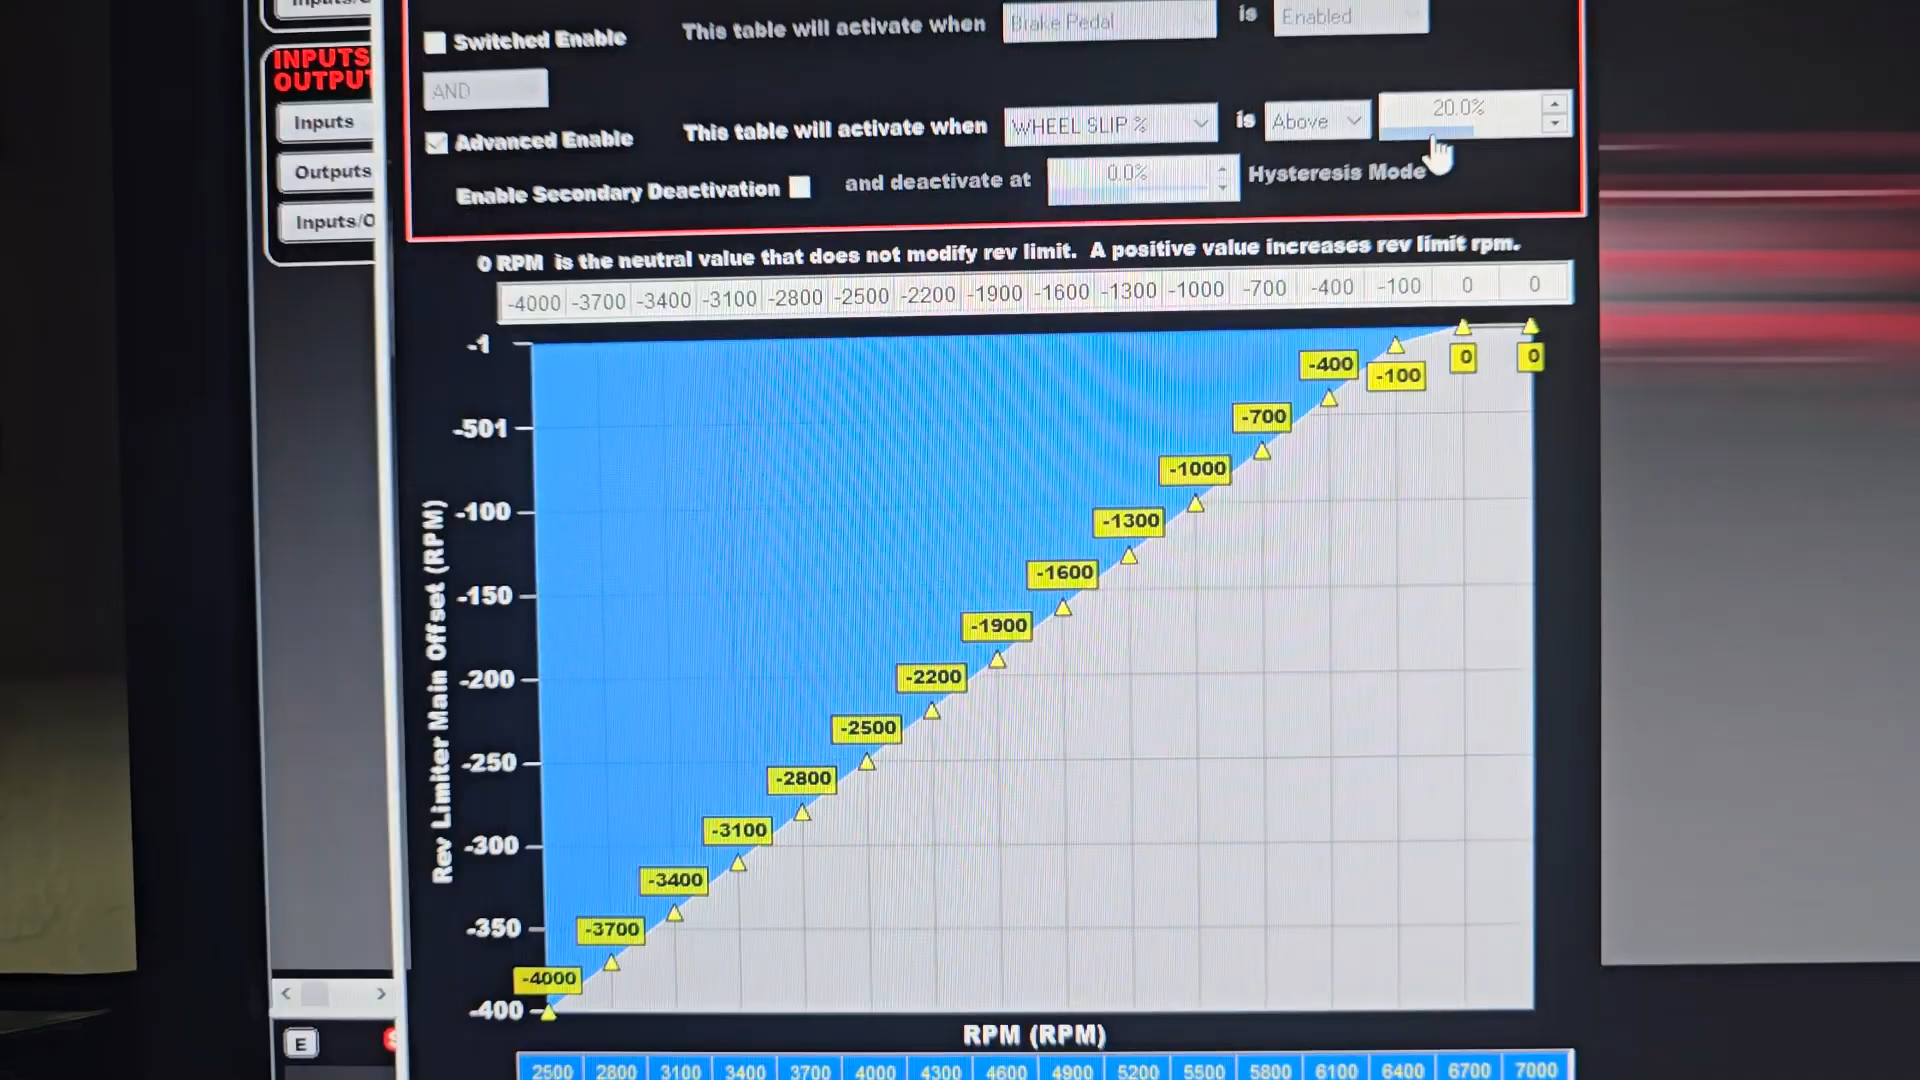 Switched Enable This table will activate when Brake Pedal is Enabled
AND
Advanced Enable This table will activate when WHEEL SLIP % is Above 20.0%
Enable Secondary Deactivation and deactivate at 0.0% Hysteresis Mode
INPUTS
OUTPUT
Inputs
Outputs
Inputs/O
0 RPM is the neutral value that does not modify rev limit. A positive value increases rev limit rpm.
-4000 -3700 -3400 -3100 -2800 -2500 -2200 -1900 -1600 -1300 -1000 -700 -400 -100 0 0
Rev Limiter Main Offset (RPM)
-1
-501
-100
-150
-200
-250
-300
-350
-400
-4000
-3700
-3400
-3100
-2800
-2500
-2200
-1900
-1600
-1300
-1000
-700
-400
-100
0
0
RPM (RPM)
2500 2800 3100 3400 3700 4000 4300 4600 4900 5200 5500 5800 6100 6400 6700 7000
E